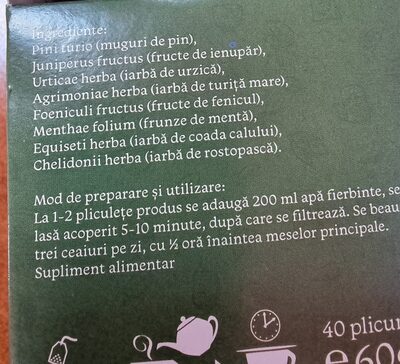 Ingrediente:
Pini turio (muguri de pin),
Juniperus fructus (fructe de ienupăr),
Urticae herba (iarbă de urzică),
Agrimoniae herba (iarbă de turiță mare),
Foeniculi fructus (fructe de fenicul),
Menthae folium (frunze de mentă),
Equiseti herba (iarbă de coada calului),
Chelidonii herba (iarbă de rostopască).
Mod de preparare și utilizare:
La 1-2 pliculețe produs se adaugă 200 ml apă fierbinte, se
lasă acoperit 5-10 minute, după care se filtrează. Se beau
trei ceaiuri pe zi, cu ½ oră înaintea meselor principale.
Supliment alimentar
40 plicur